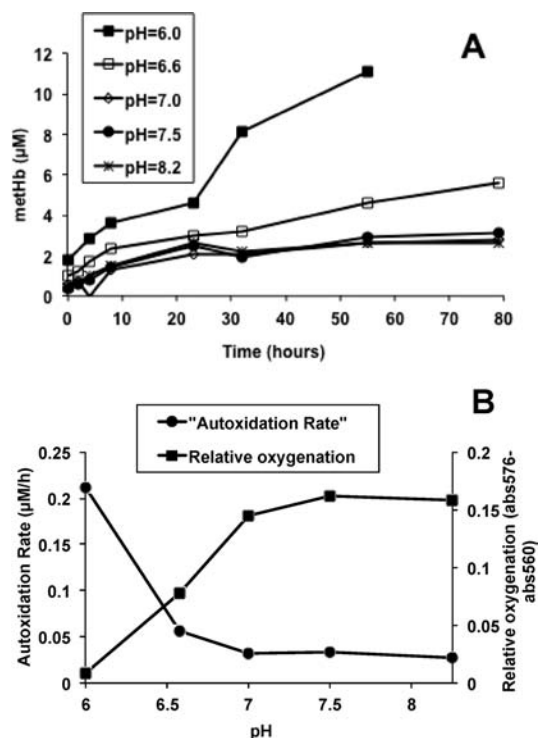 A
pH=6.0
pH=6.6
pH=7.0
pH=7.5
pH=8.2
metHb (µM)
12
10
8
6
4
2
0
0 10 20 30 40 50 60 70 80
Time (hours)
B
"Autoxidation Rate"
Relative oxygenation
Autoxidation Rate (µM/h)
0.25
0.2
0.15
0.1
0.05
0
0.2
0.15
0.1
0.05
0
Relative oxygenation (abs576-
abs560)
6 6.5 7 7.5 8
pH